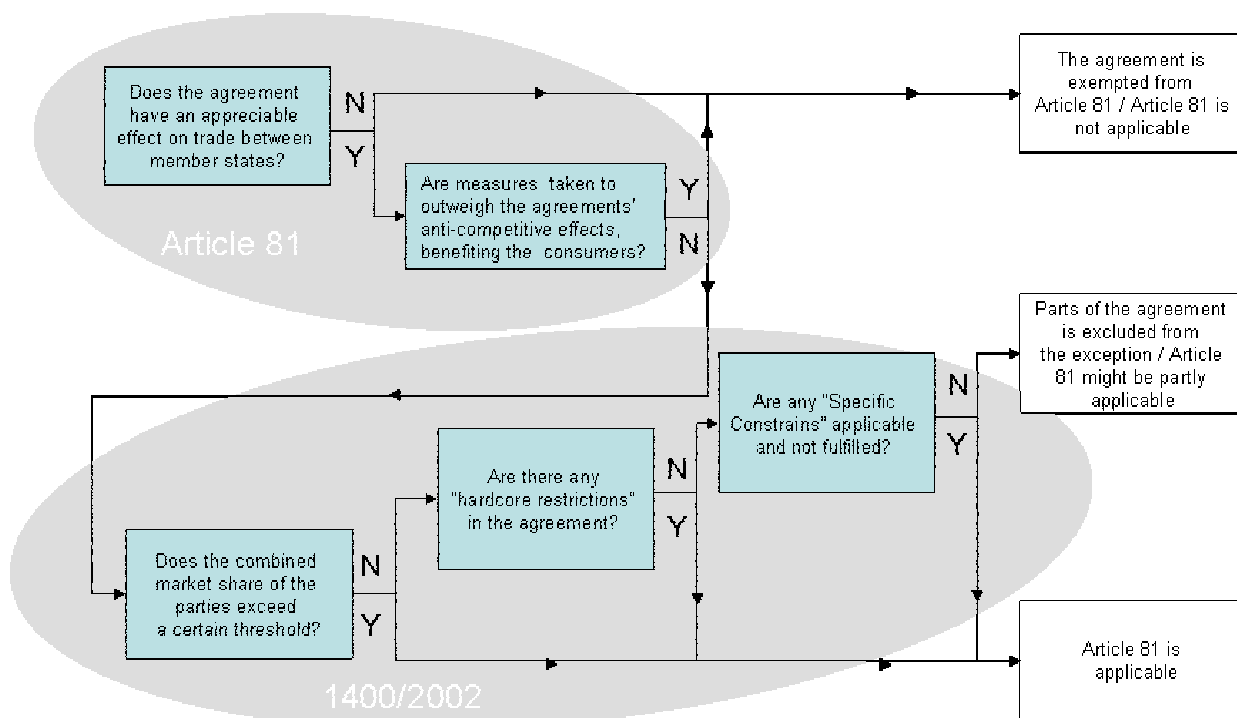 Does the agreement
have an appreciable
effect on trade between
member states?
N
Y
Are measures taken to
outweigh the agreements'
anti-competitive effects,
benefiting the consumers?
Y
N
Article 81
The agreement is
exempted from
Article 81 / Article 81 is
not applicable
Parts of the agreement
is excluded from
the exception / Article
81 might be partly
applicable
Are any "Specific
Constrains" applicable
and not fulfilled?
N
Y
Are there any
"hardcore restrictions"
in the agreement?
N
Y
Does the combined
market share of the
parties exceed
a certain threshold?
N
Y
Article 81 is
applicable
1400/2002